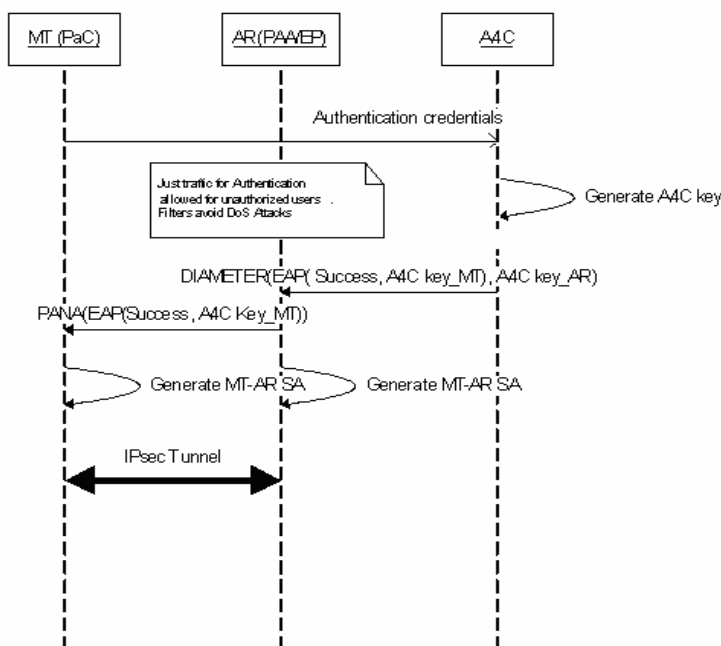 MT (PaC)
AR(PAA/EP)
A4C
Authentication credentials
Just traffic for Authentication
allowed for unauthorized users .
Filters avoid DoS Attacks
Generate A4C key
DIAMETER(EAP( Success, A4C key_MT), A4C key_AR)
PANA(EAP(Success, A4C Key_MT))
Generate MT-AR SA
Generate MT-AR SA
IPsec Tunnel